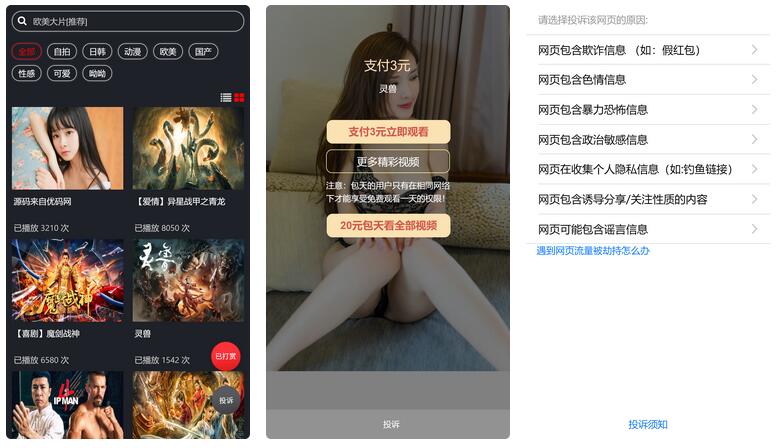 欧美大片[推荐]
全部 自拍 日韩 动漫 欧美 国产
性感 可爱 呦呦
源码来自优码网
【爱情】异星战甲之青龙
已播放 3210 次
已播放 8050 次
魔剑战神
灵兽
【喜剧】魔剑战神
灵兽
已播放 6580 次
已播放 1542 次
已打赏
IP MAN
4
投诉
支付3元
灵兽
支付3元立即观看
更多精彩视频
注意：包天的用户只有在相同网络
下才能享受免费观看一天的权限！
20元包天看全部视频
投诉
请选择投诉该网页的原因:
网页包含欺诈信息 （如：假红包）
网页包含色情信息
网页包含暴力恐怖信息
网页包含政治敏感信息
网页在收集个人隐私信息（如:钓鱼链接）
网页包含诱导分享/关注性质的内容
网页可能包含谣言信息
遇到网页流量被劫持怎么办
投诉须知